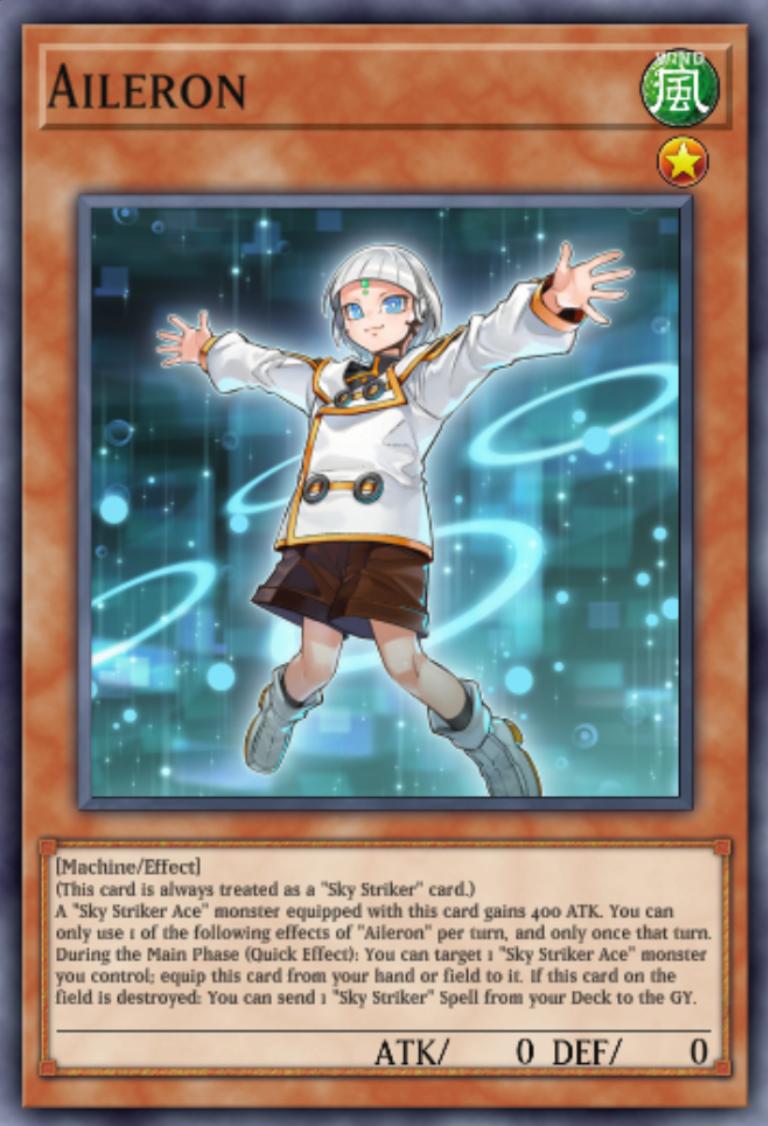 AILERON
WIND
風
[Machine/Effect]
(This card is always treated as a "Sky Striker" card.)
A "Sky Striker Ace" monster equipped with this card gains 400 ATK. You can
only use 1 of the following effects of "Aileron" per turn, and only once that turn.
During the Main Phase (Quick Effect): You can target 1 "Sky Striker Ace" monster
you control; equip this card from your hand or field to it. If this card on the
field is destroyed: You can send 1 "Sky Striker" Spell from your Deck to the GY.
ATK/ 0 DEF/ 0